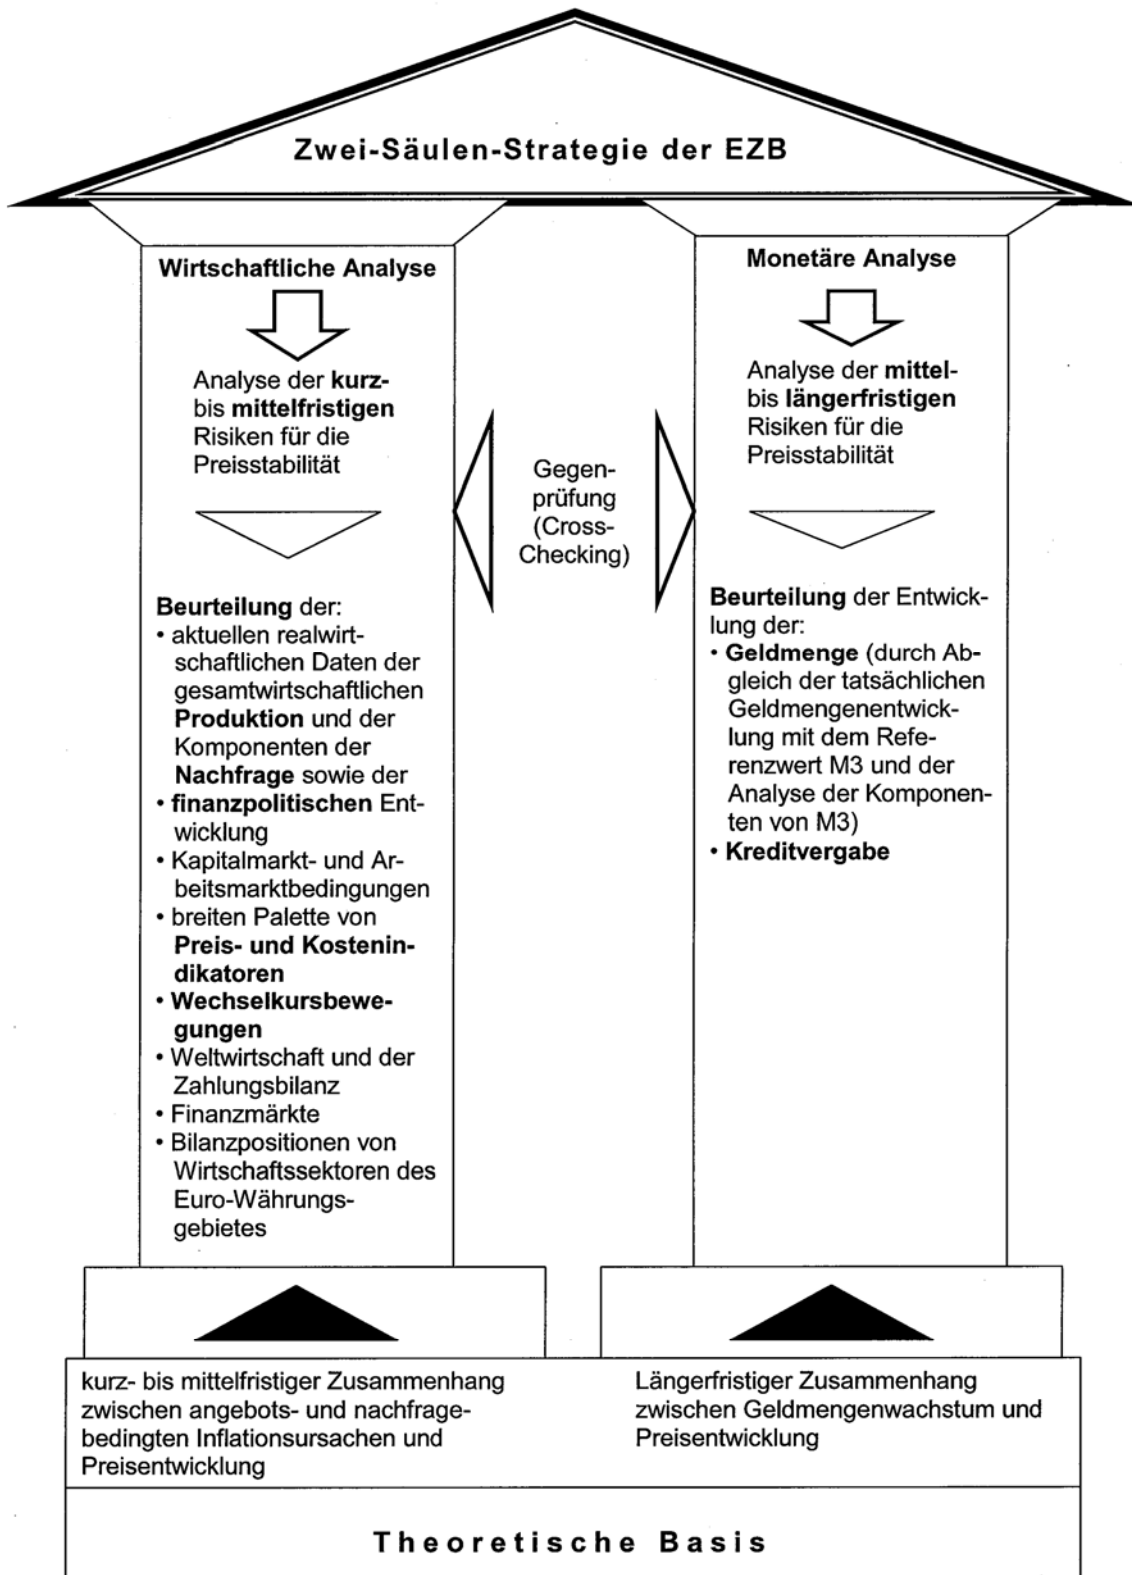 Zwei-Säulen-Strategie der EZB
Wirtschaftliche Analyse
Analyse der kurz-
bis mittelfristigen
Risiken für die
Preisstabilität
Beurteilung der:
• aktuellen realwirt-
schaftlichen Daten der
gesamtwirtschaftlichen
Produktion und der
Komponenten der
Nachfrage sowie der
• finanzpolitischen Ent-
wicklung
• Kapitalmarkt- und Ar-
beitsmarktbedingungen
• breiten Palette von
Preis- und Kostenin-
dikatoren
• Wechselkursbewe-
gungen
• Weltwirtschaft und der
Zahlungsbilanz
• Finanzmärkte
• Bilanzpositionen von
Wirtschaftssektoren des
Euro-Währungs-
gebietes
Gegen-
prüfung
(Cross-
Checking)
Monetäre Analyse
Analyse der mittel-
bis längerfristigen
Risiken für die
Preisstabilität
Beurteilung der Entwick-
lung der:
• Geldmenge (durch Ab-
gleich der tatsächlichen
Geldmengenentwick-
lung mit dem Refe-
renzwert M3 und der
Analyse der Komponen-
ten von M3)
• Kreditvergabe
kurz- bis mittelfristiger Zusammenhang
zwischen angebots- und nachfrage-
bedingten Inflationsursachen und
Preisentwicklung
Längerfristiger Zusammenhang
zwischen Geldmengenwachstum und
Preisentwicklung
Theoretische Basis